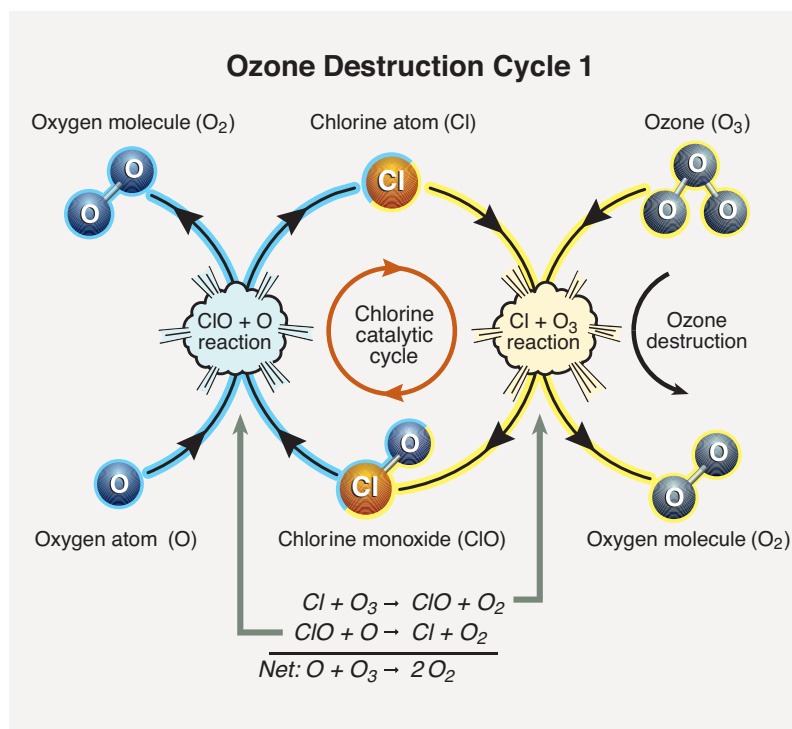 Ozone Destruction Cycle 1
Oxygen molecule (O₂)
Chlorine atom (Cl)
Ozone (O₃)
O
O
Cl
O
O
O
ClO + O
reaction
Chlorine
catalytic
cycle
Cl + O₃
reaction
Ozone
destruction
O
Cl
O
O
O
Oxygen atom (O)
Chlorine monoxide (ClO)
Oxygen molecule (O₂)
Cl + O₃ → ClO + O₂
ClO + O → Cl + O₂
Net: O + O₃ → 2 O₂